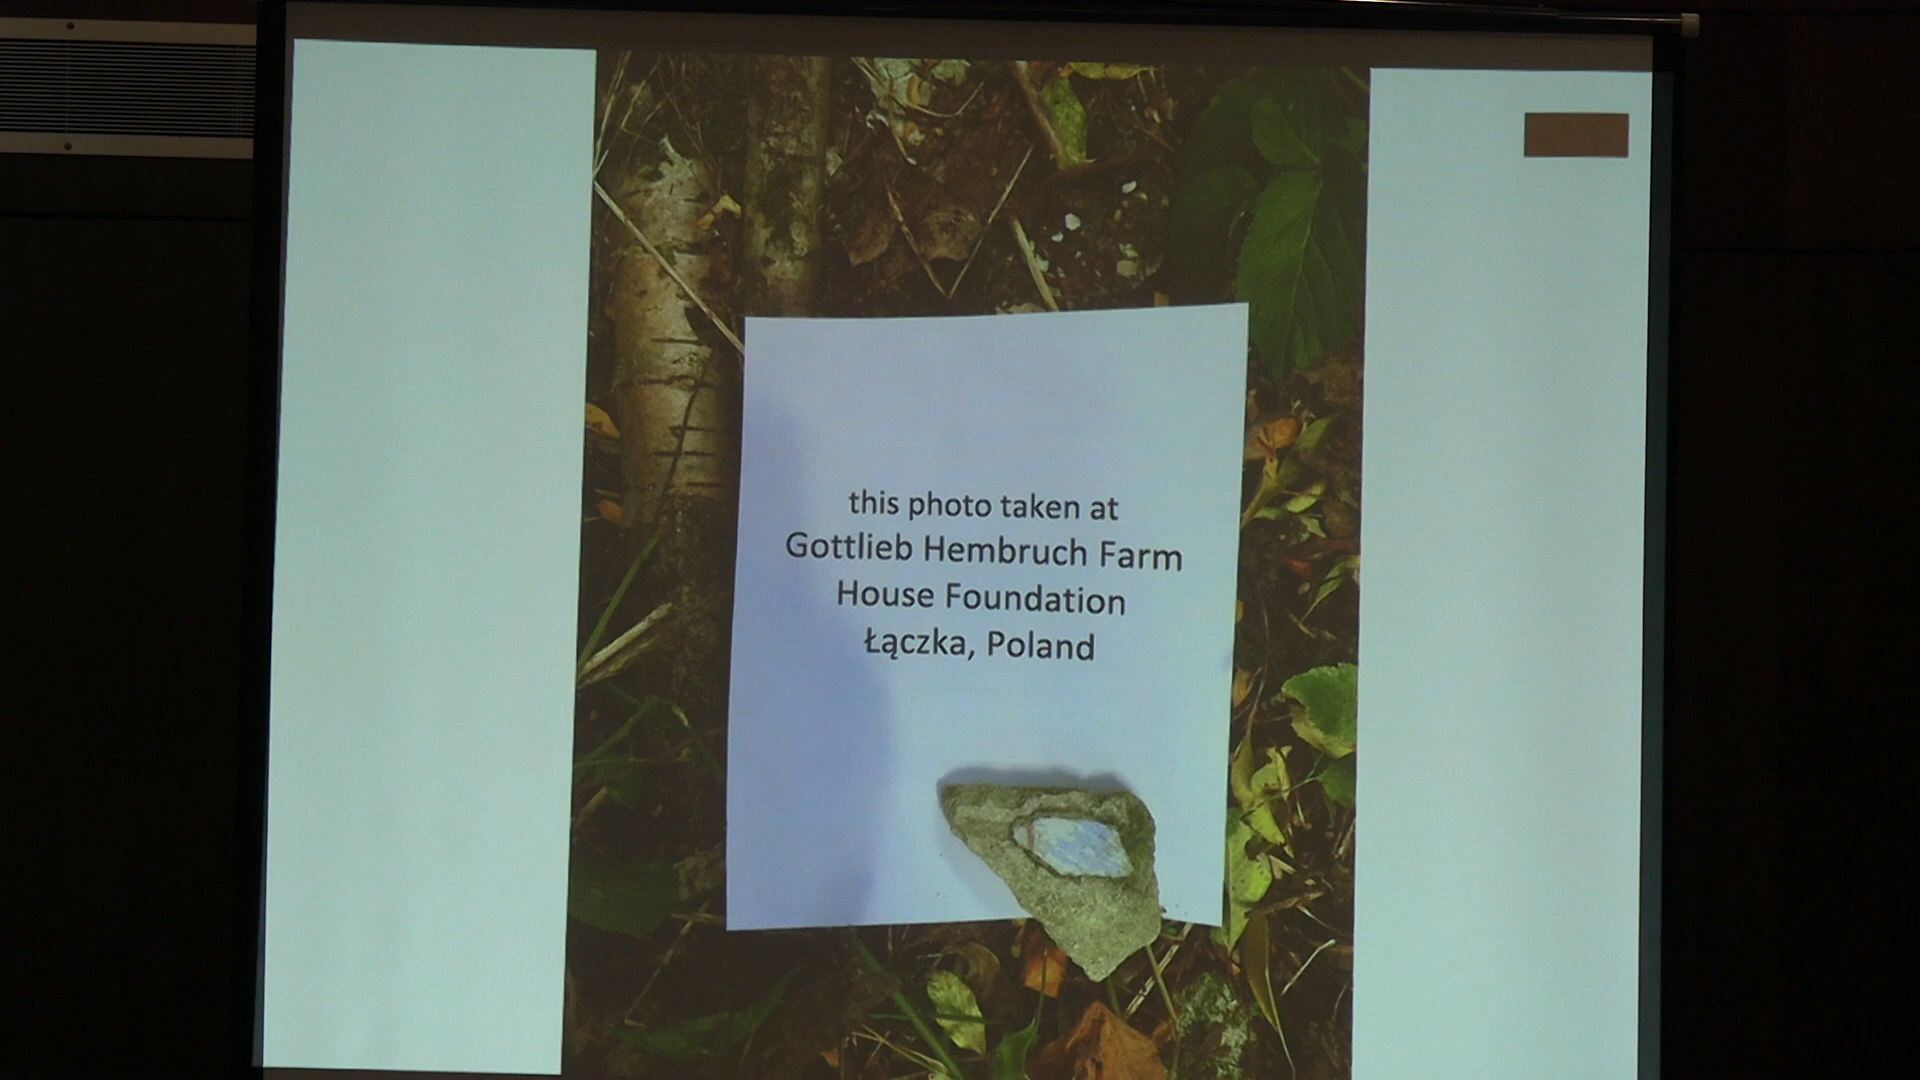 this photo taken at
Gottlieb Hembruch Farm
House Foundation
Łączka, Poland